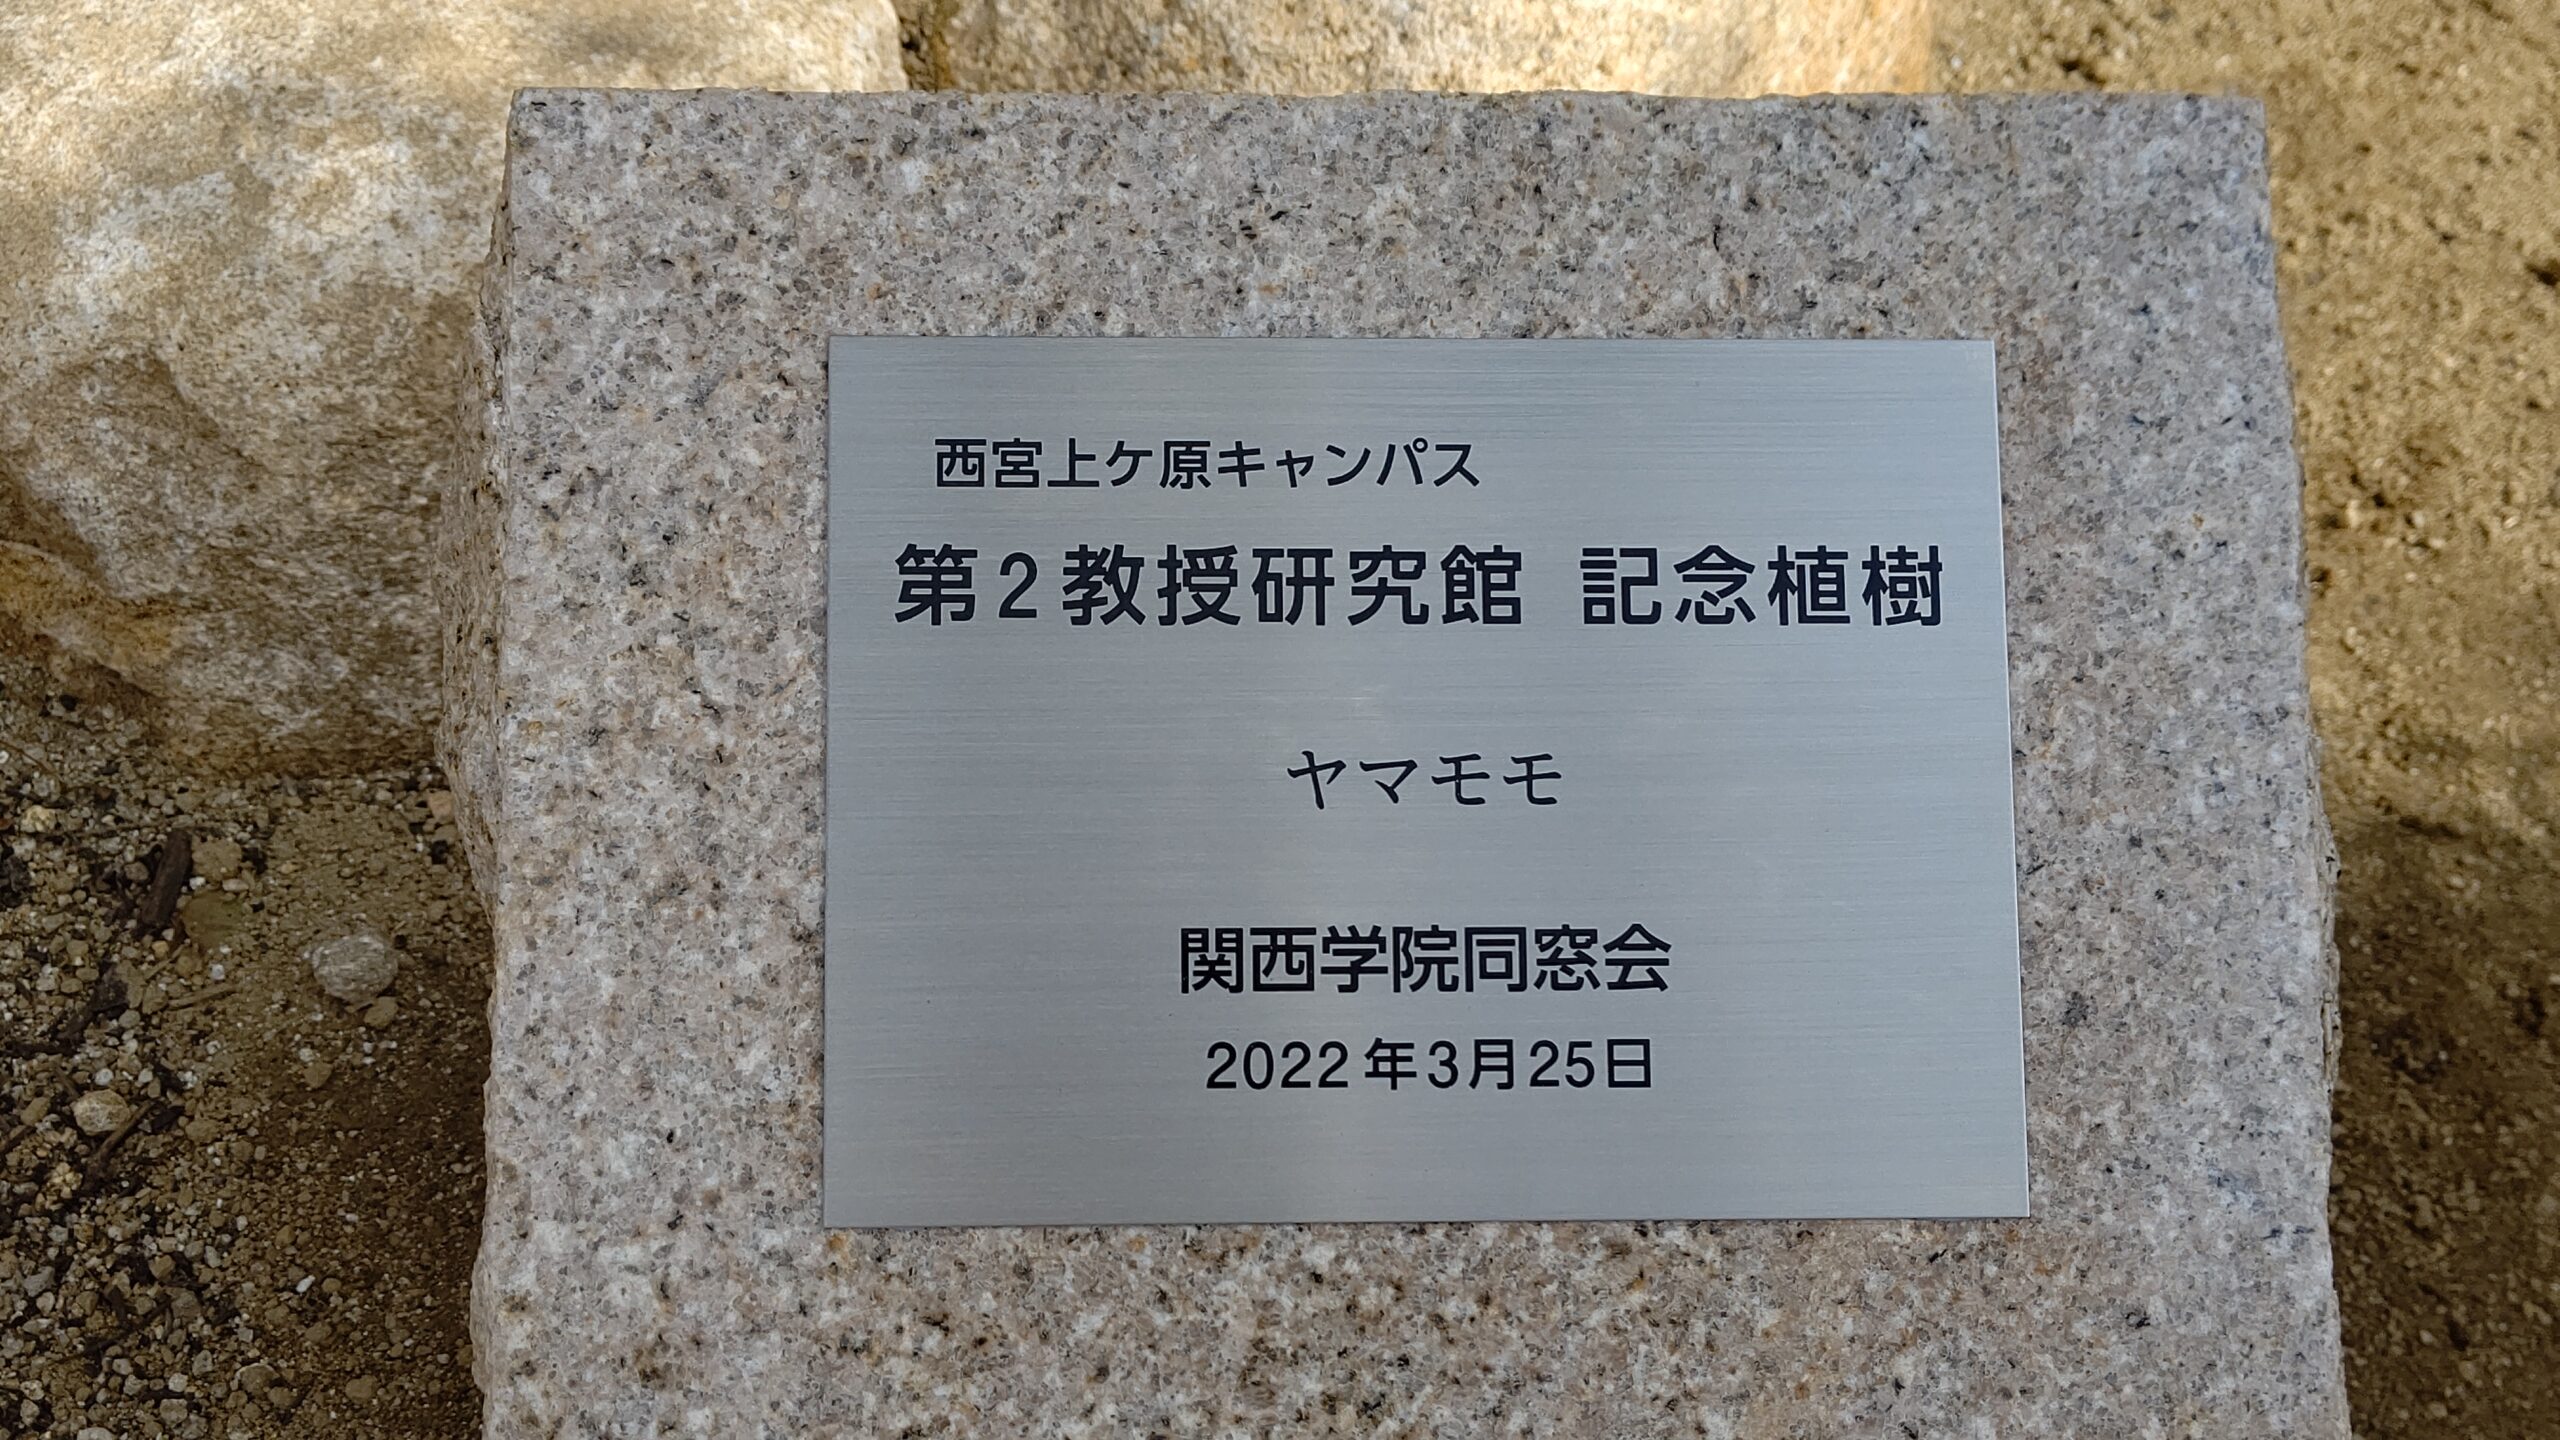 西宮上ケ原キャンパス
第2教授研究館 記念植樹
ヤマモモ
関西学院同窓会
2022年3月25日